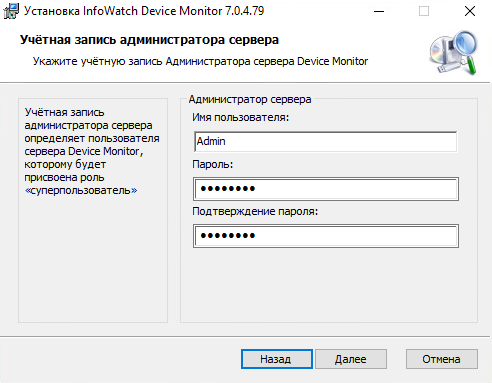 Установка InfoWatch Device Monitor 7.0.4.79
Учётная запись администратора сервера
Укажите учётную запись Администратора сервера Device Monitor
Учётная запись
администратора сервера
определяет пользователя
сервера Device Monitor,
которому будет
присвоена роль
«суперпользователь»
Администратор сервера
Имя пользователя:
Admin
Пароль:
••••••••
Подтверждение пароля:
••••••••
Назад
Далее
Отмена